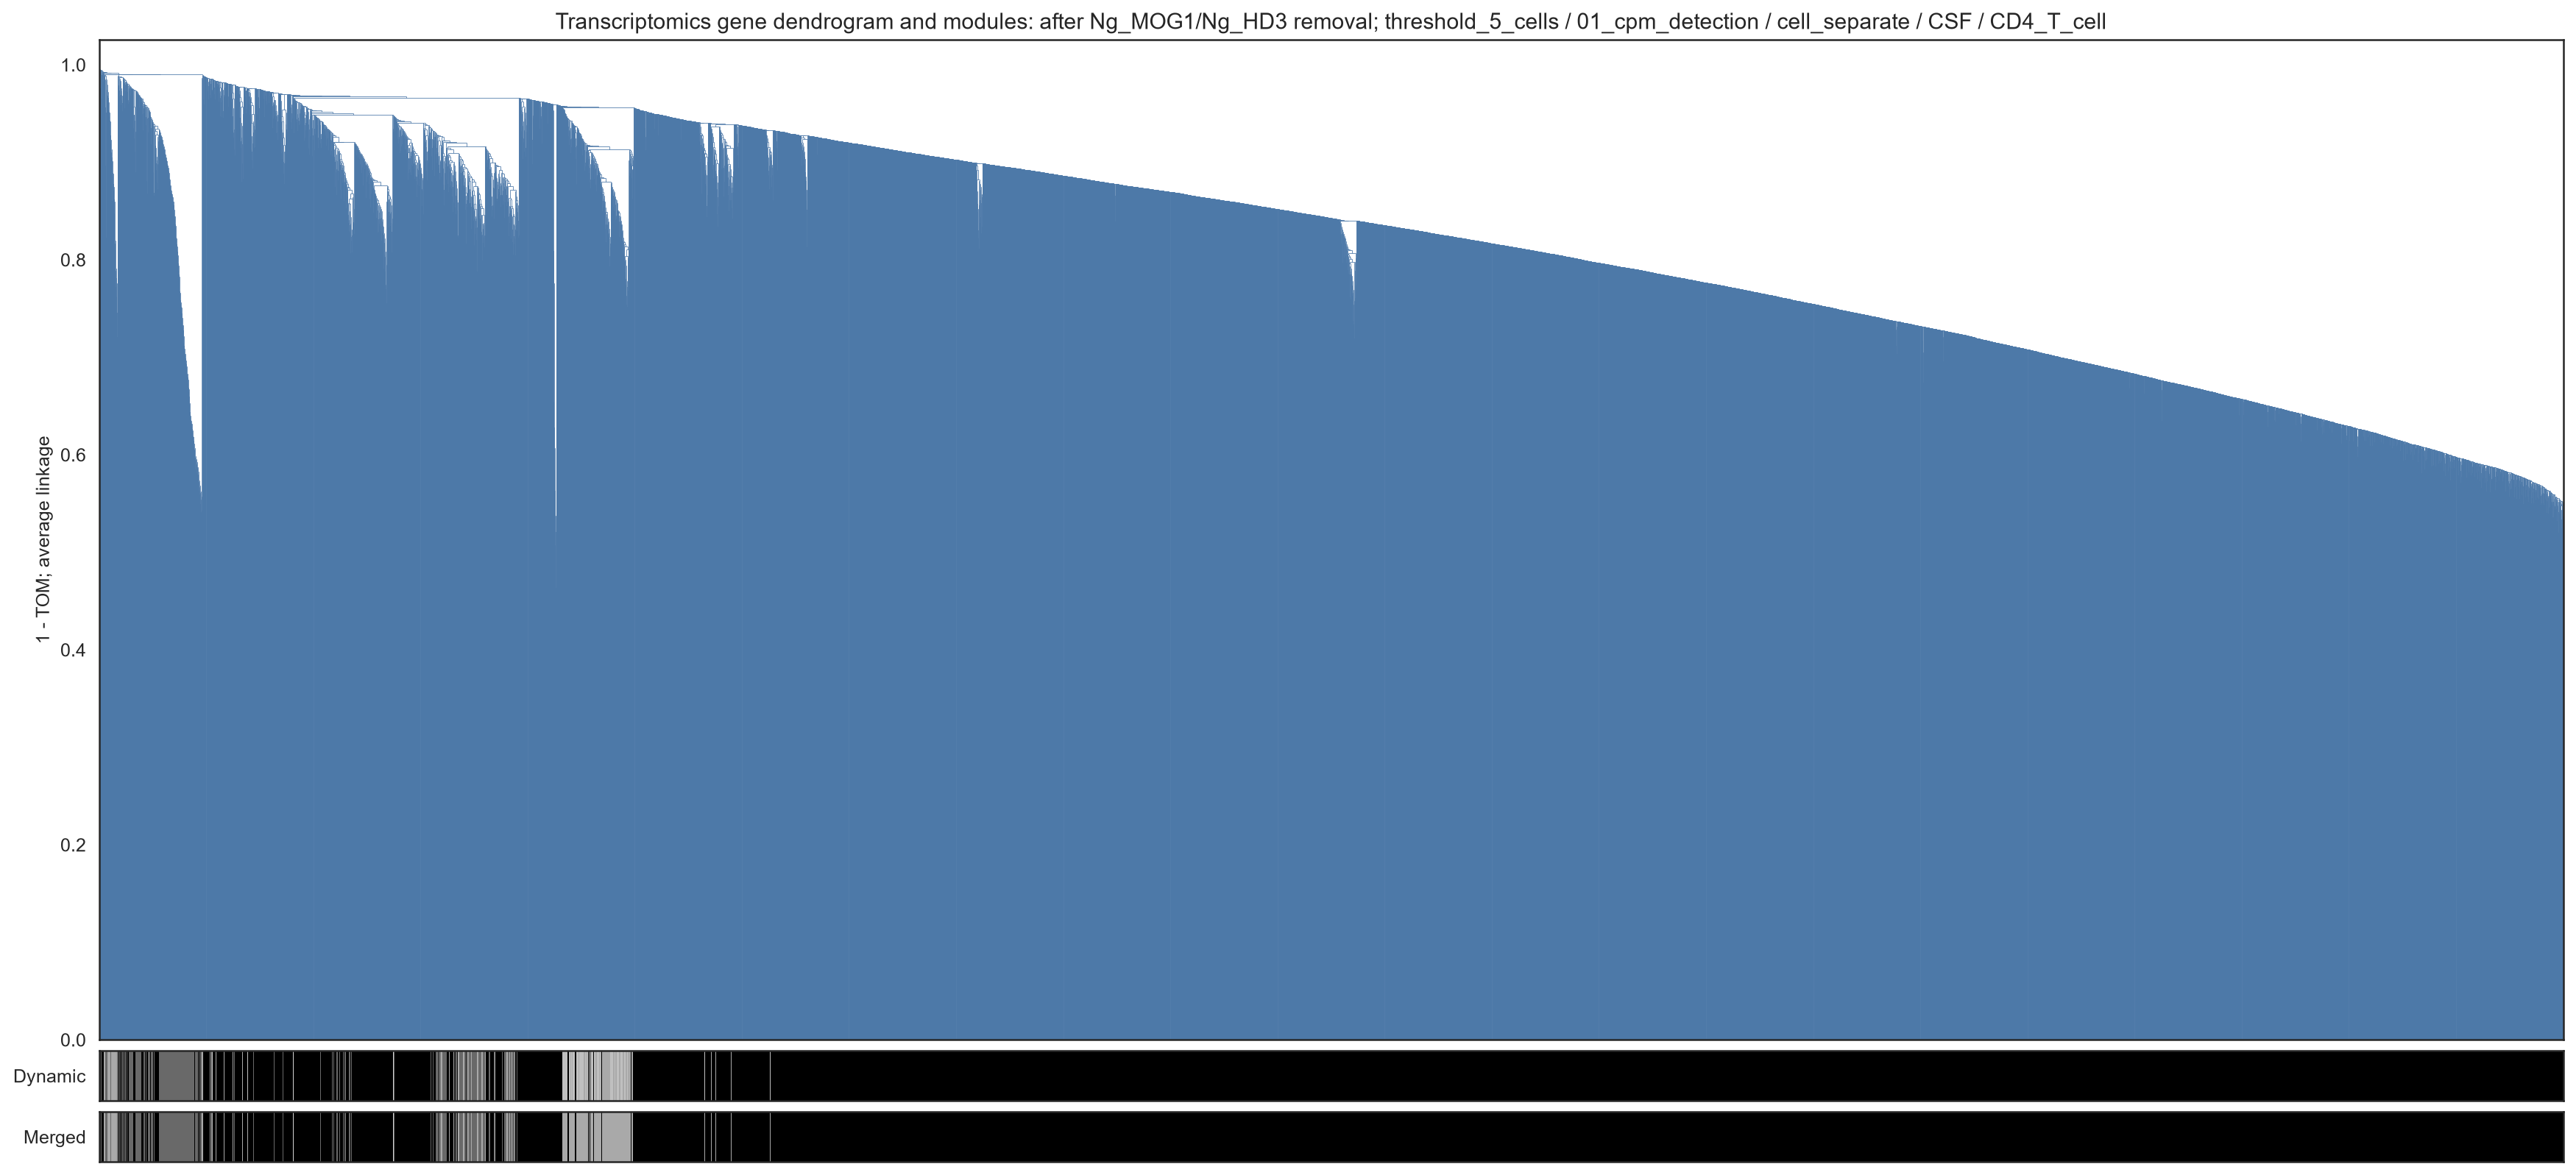 Transcriptomics gene dendrogram and modules: after Ng_MOG1/Ng_HD3 removal; threshold_5_cells / 01_cpm_detection / cell_separate / CSF / CD4_T_cell
1.0
0.8
0.6
0.4
0.2
0.0
1 - TOM; average linkage
Dynamic
Merged